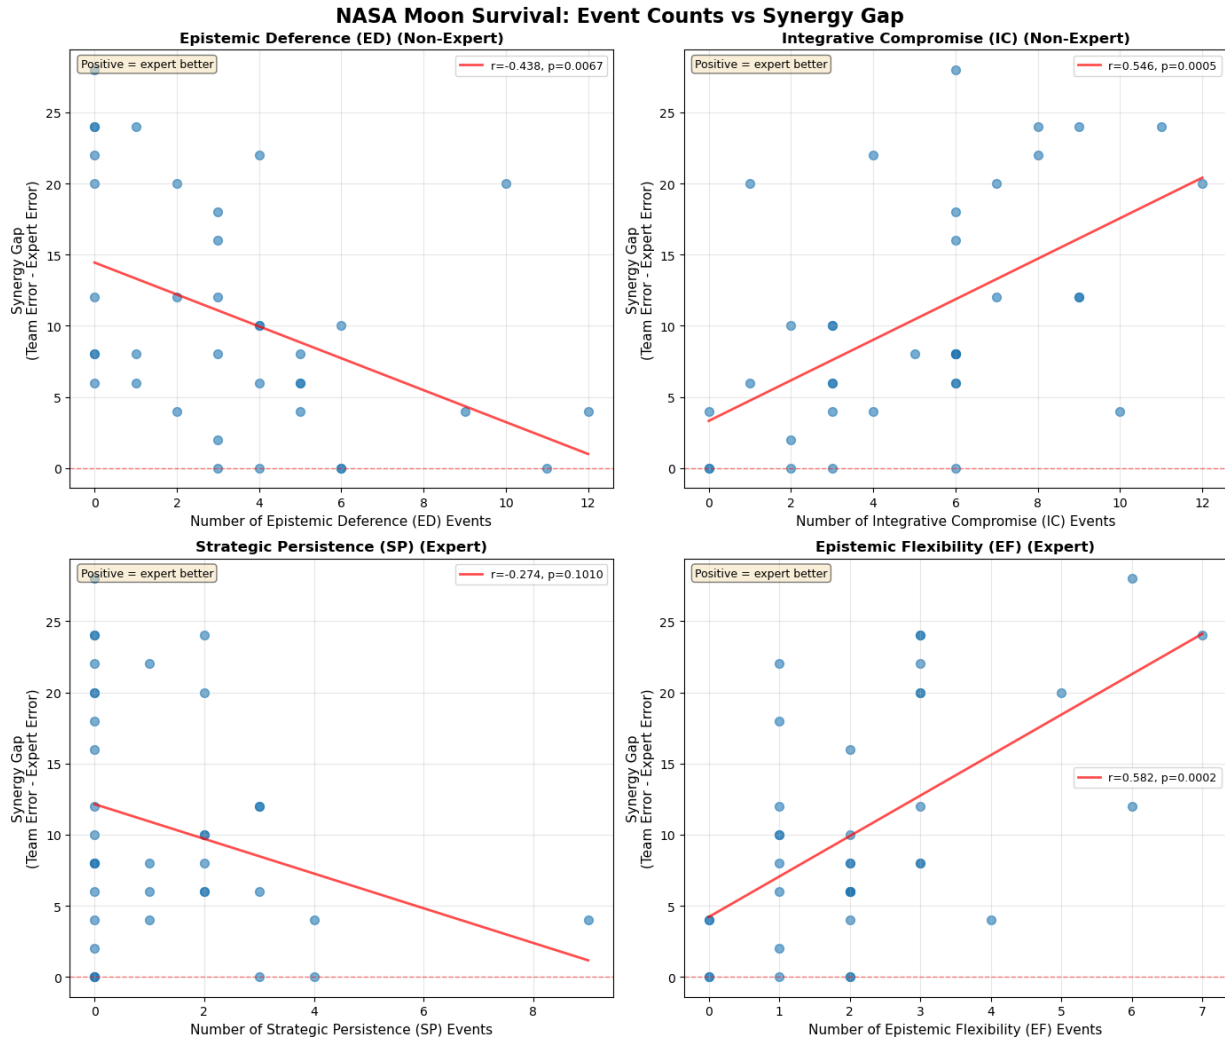 NASA Moon Survival: Event Counts vs Synergy Gap
Epistemic Deference (ED) (Non-Expert)
Positive = expert better
r=-0.438, p=0.0067
Synergy Gap
(Team Error - Expert Error)
25
20
15
10
5
0
0 2 4 6 8 10 12
Number of Epistemic Deference (ED) Events
Integrative Compromise (IC) (Non-Expert)
Positive = expert better
r=0.546, p=0.0005
Synergy Gap
(Team Error - Expert Error)
25
20
15
10
5
0
0 2 4 6 8 10 12
Number of Integrative Compromise (IC) Events
Strategic Persistence (SP) (Expert)
Positive = expert better
r=-0.274, p=0.1010
Synergy Gap
(Team Error - Expert Error)
25
20
15
10
5
0
0 2 4 6 8
Number of Strategic Persistence (SP) Events
Epistemic Flexibility (EF) (Expert)
Positive = expert better
r=0.582, p=0.0002
Synergy Gap
(Team Error - Expert Error)
25
20
15
10
5
0
0 1 2 3 4 5 6 7
Number of Epistemic Flexibility (EF) Events